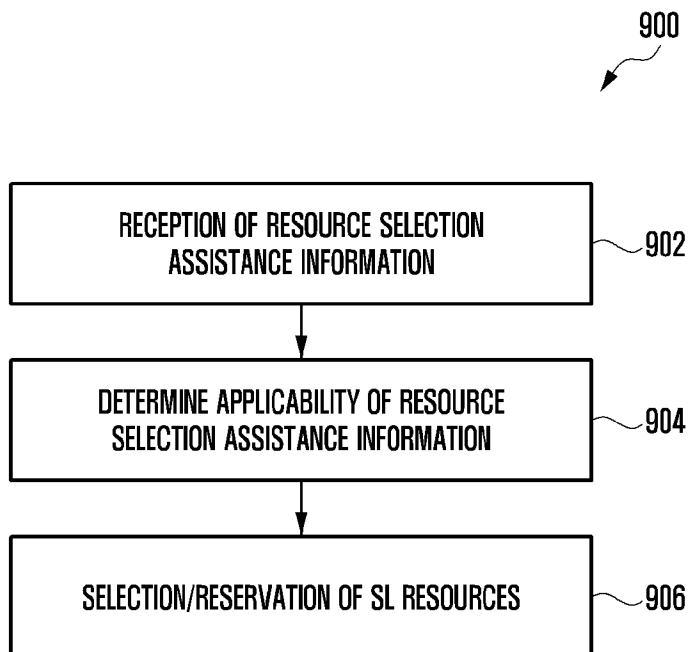 900
RECEPTION OF RESOURCE SELECTION
ASSISTANCE INFORMATION
902
DETERMINE APPLICABILITY OF RESOURCE
SELECTION ASSISTANCE INFORMATION
904
SELECTION/RESERVATION OF SL RESOURCES
906